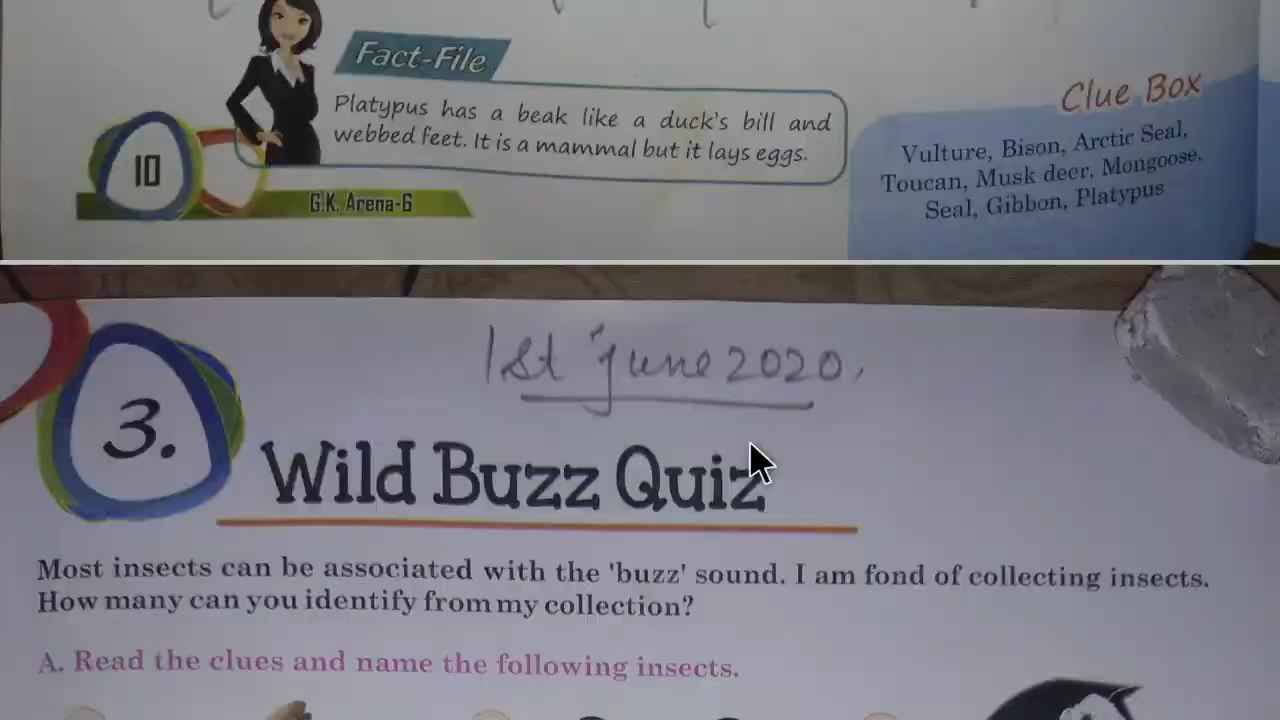 Fact-File
Platypus has a beak like a duck's bill and
webbed feet. It is a mammal but it lays eggs.
10
G.K. Arena-6
Clue Box
Vulture, Bison, Arctic Seal,
Toucan, Musk deer, Mongoose,
Seal, Gibbon, Platypus
1st june 2020,
3.
Wild Buzz Quiz
Most insects can be associated with the 'buzz' sound. I am fond of collecting insects.
How many can you identify from my collection?
A. Read the clues and name the following insects.